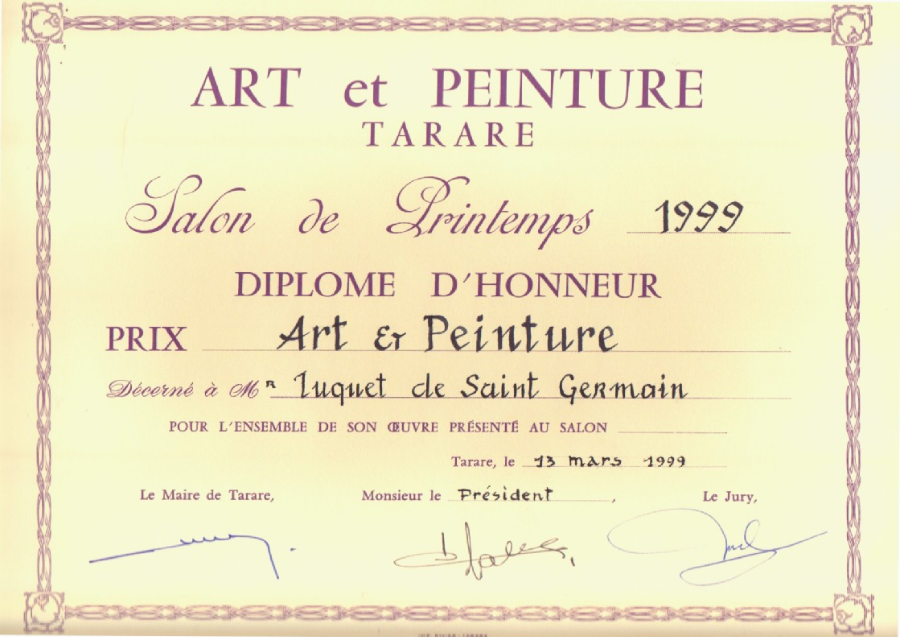 ART et PEINTURE
TARARE
Salon de Printemps 1999
DIPLOME D'HONNEUR
PRIX Art et Peinture
Décerné à Mr Luquet de Saint Germain
POUR L'ENSEMBLE DE SON ŒUVRE PRÉSENTÉ AU SALON
Tarare, le 13 mars 1999
Le Maire de Tarare, Monsieur le Président, Le Jury,